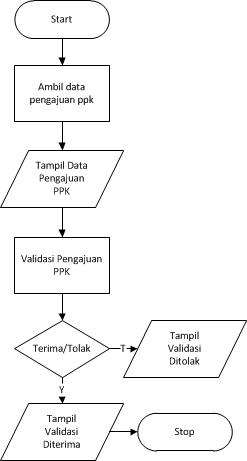 Start
Ambil data
pengajuan ppk
Tampil Data
Pengajuan
PPK
Validasi Pengajuan
PPK
Terima/Tolak
T
Tampil
Validasi
Ditolak
Y
Tampil
Validasi
Diterima
Stop